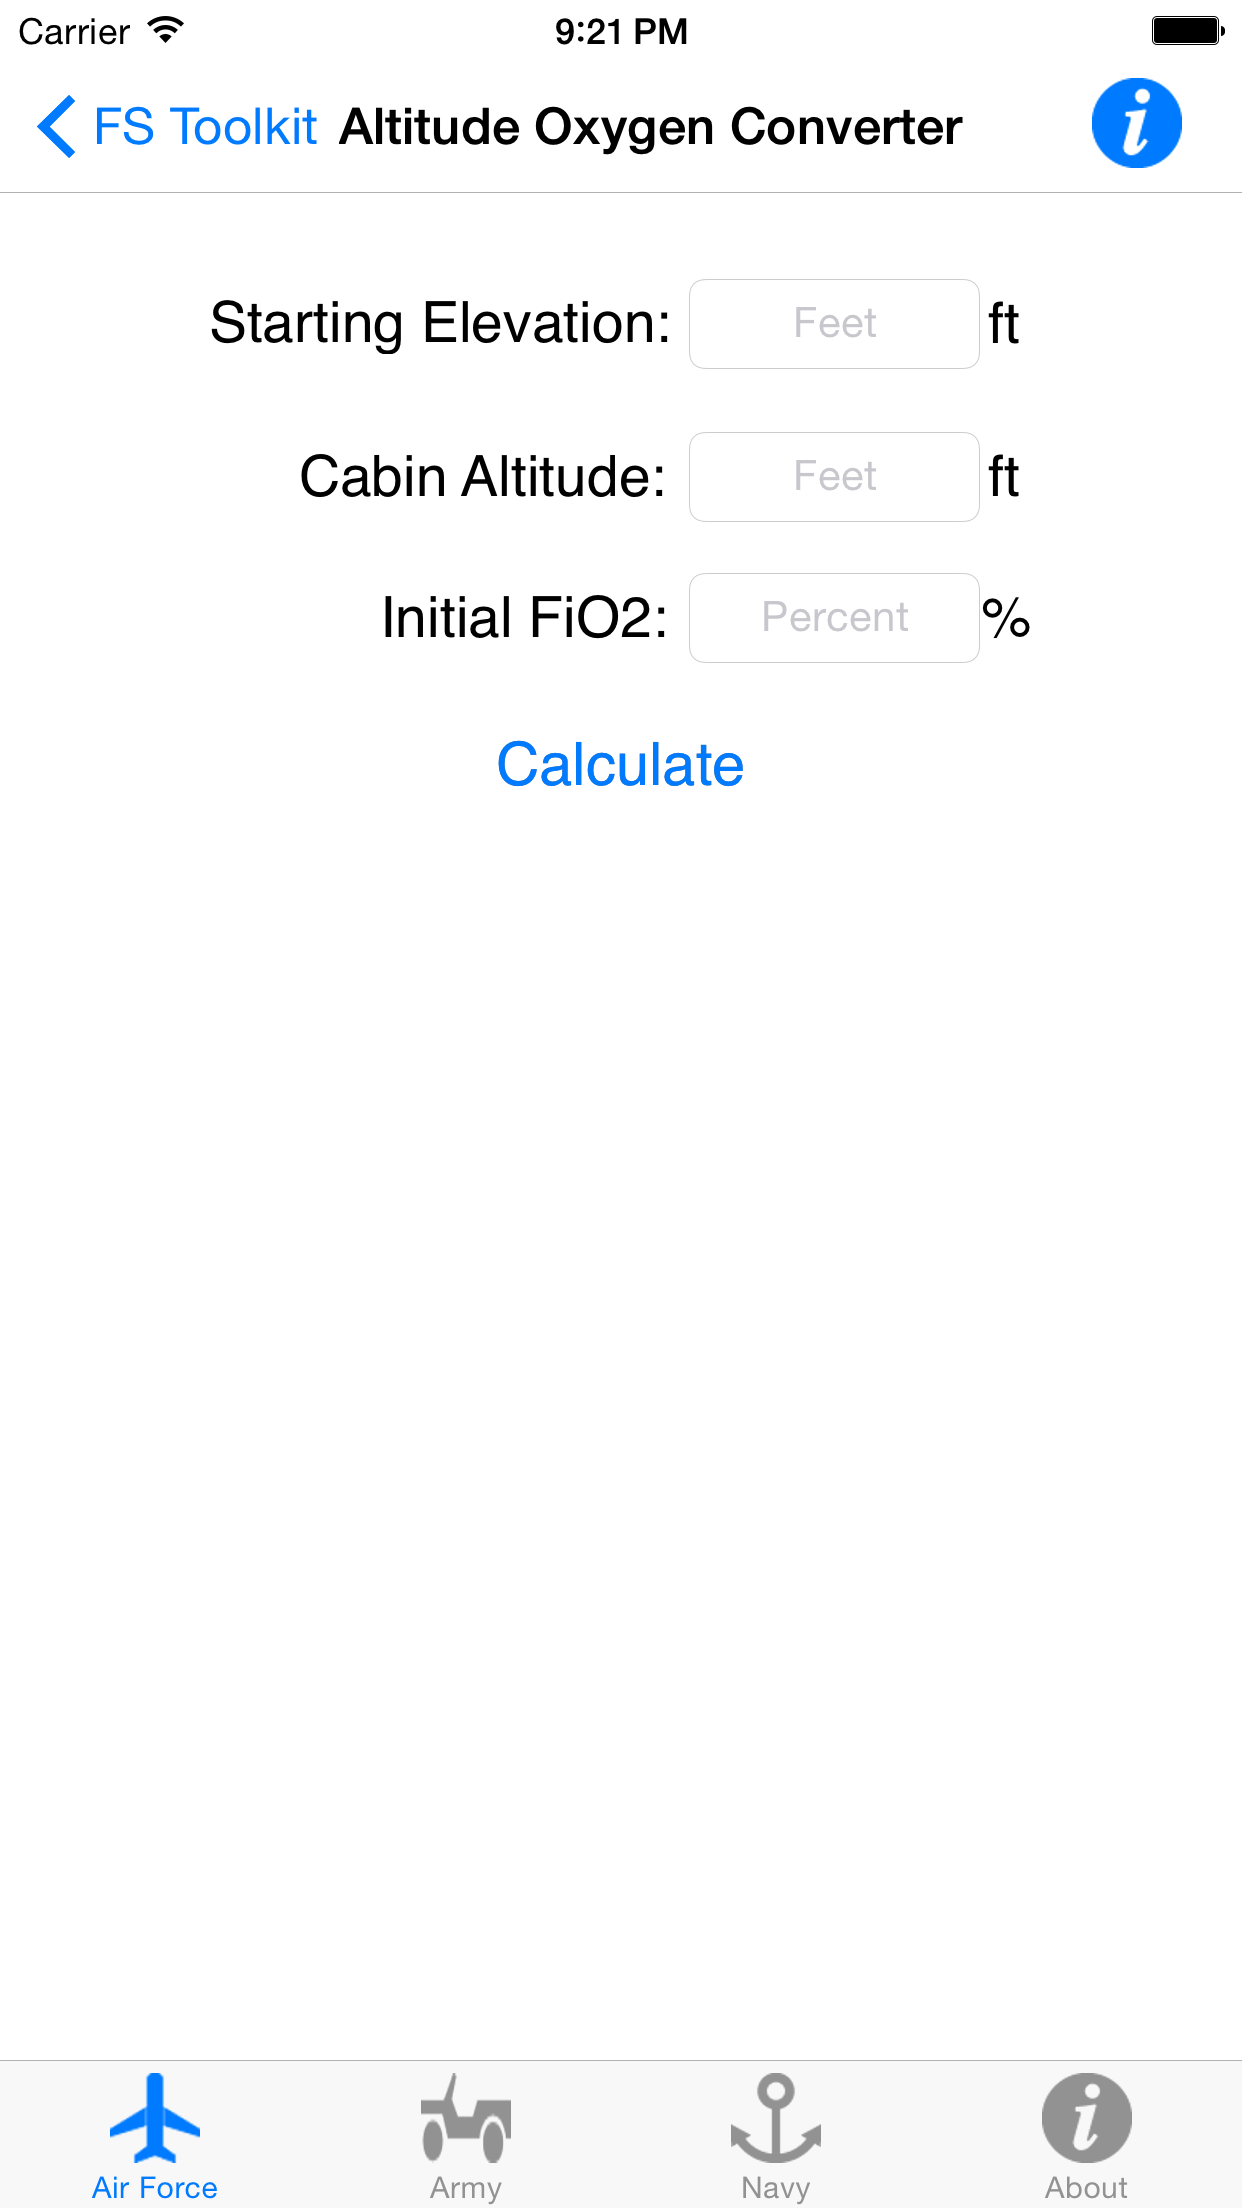 Carrier 9:21 PM
FS Toolkit Altitude Oxygen Converter
Starting Elevation: Feet ft
Cabin Altitude: Feet ft
Initial FiO2: Percent %
Calculate
Air Force Army Navy About